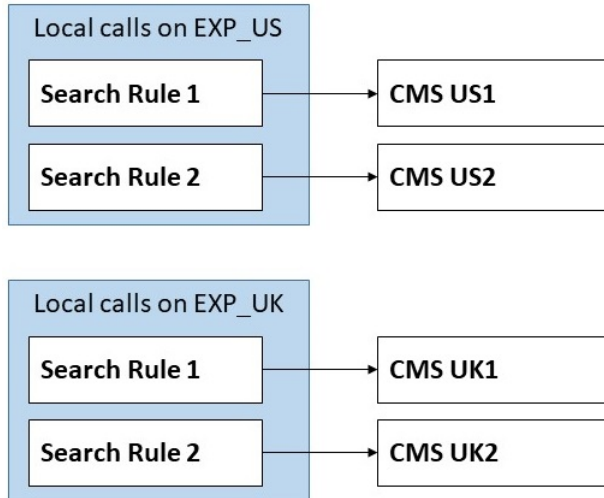 Local calls on EXP_US
Search Rule 1
CMS US1
Search Rule 2
CMS US2
Local calls on EXP_UK
Search Rule 1
CMS UK1
Search Rule 2
CMS UK2